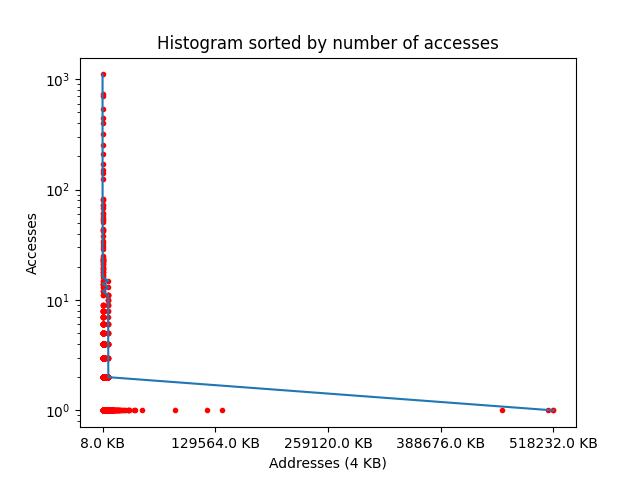 Histogram sorted by number of accesses
Accesses
10³
10²
10¹
10⁰
8.0 KB 129564.0 KB 259120.0 KB 388676.0 KB 518232.0 KB
Addresses (4 KB)